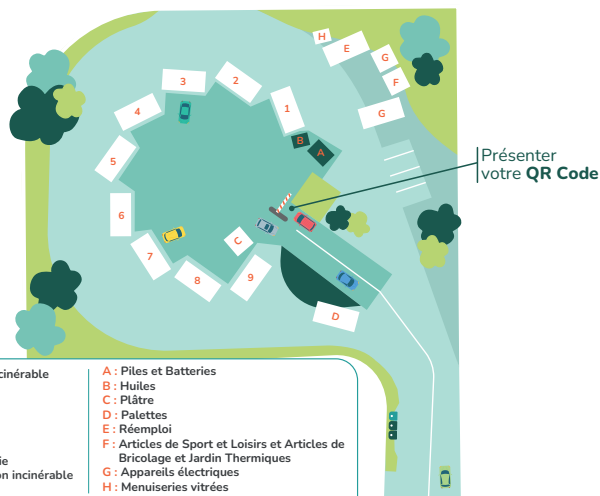 H
E
G
F
G
3
2
1
4
B
A
5
6
C
7
8
9
D
Présenter
votre QR Code
cinérable
ie
on incinérable
A : Piles et Batteries
B : Huiles
C : Plâtre
D : Palettes
E : Réemploi
F : Articles de Sport et Loisirs et Articles de
Bricolage et Jardin Thermiques
G : Appareils électriques
H : Menuiseries vitrées